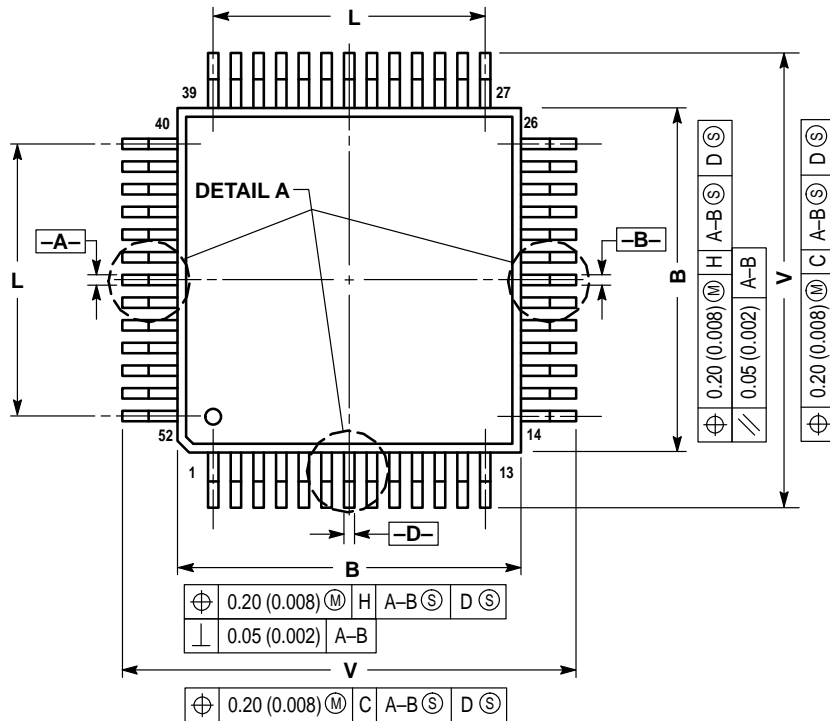 L
39
27
40
26
DETAIL A
–A–
–B–
L
B
V
⌖ 0.20 (0.008) Ⓜ H A–B Ⓢ D Ⓢ
⫽ 0.05 (0.002) A–B
⌖ 0.20 (0.008) Ⓜ C A–B Ⓢ D Ⓢ
52
14
1
13
–D–
B
⌖ 0.20 (0.008) Ⓜ H A–B Ⓢ D Ⓢ
⊥ 0.05 (0.002) A–B
V
⌖ 0.20 (0.008) Ⓜ C A–B Ⓢ D Ⓢ